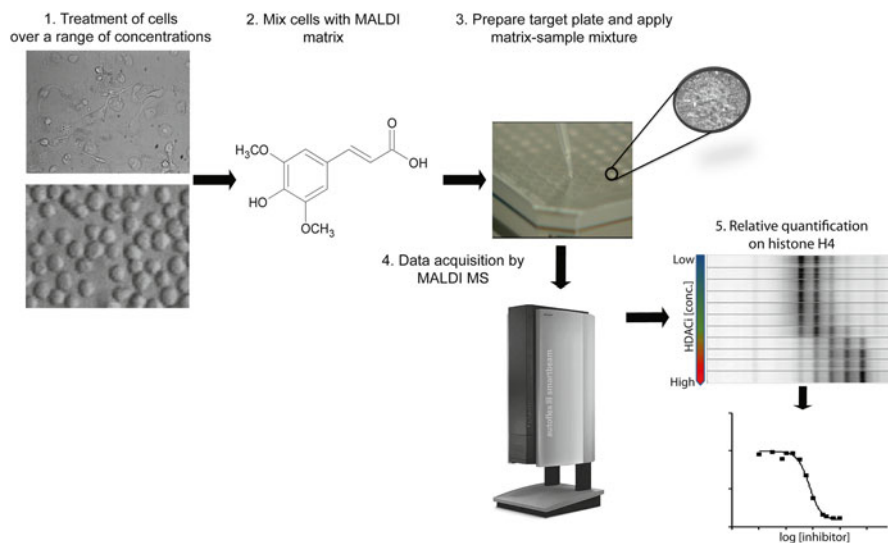 1. Treatment of cells
over a range of concentrations
2. Mix cells with MALDI
matrix
3. Prepare target plate and apply
matrix-sample mixture
O
OH
H₃CO
HO
OCH₃
4. Data acquisition by
MALDI MS
autoflex III smartbeam
5. Relative quantification
on histone H4
Low
HDACi [conc.]
High
log [inhibitor]